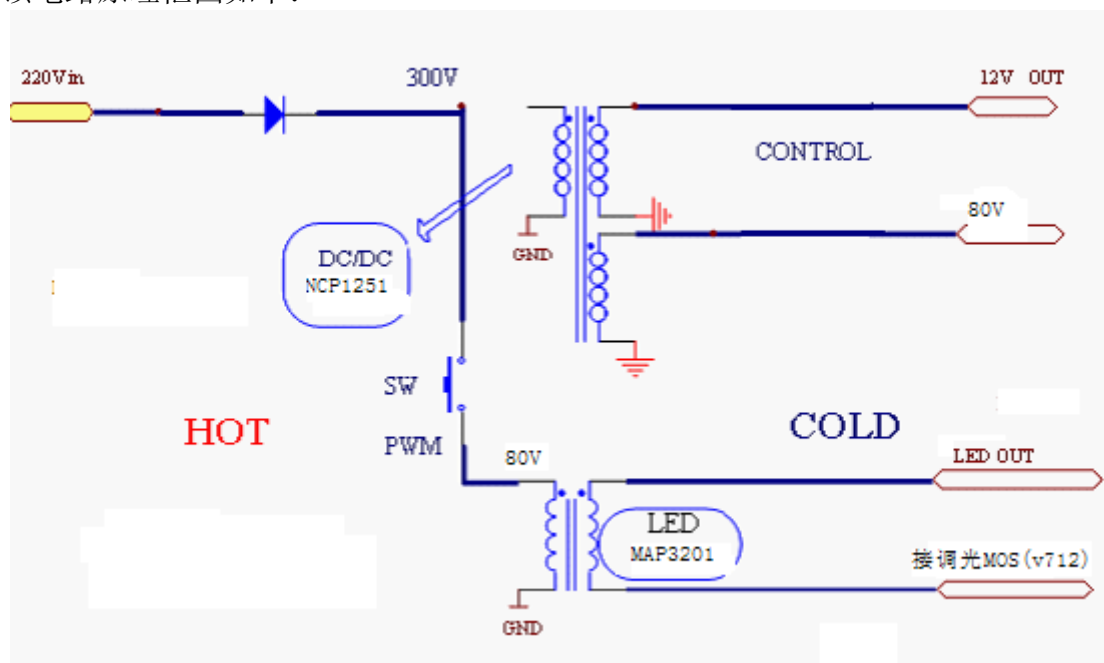 220Vin
300V
12V OUT
CONTROL
80V
GND
DC/DC
NCP1251
SW
HOT
COLD
PWM
80V
LED OUT
LED
MAP3201
接调光MOS(v712)
GND